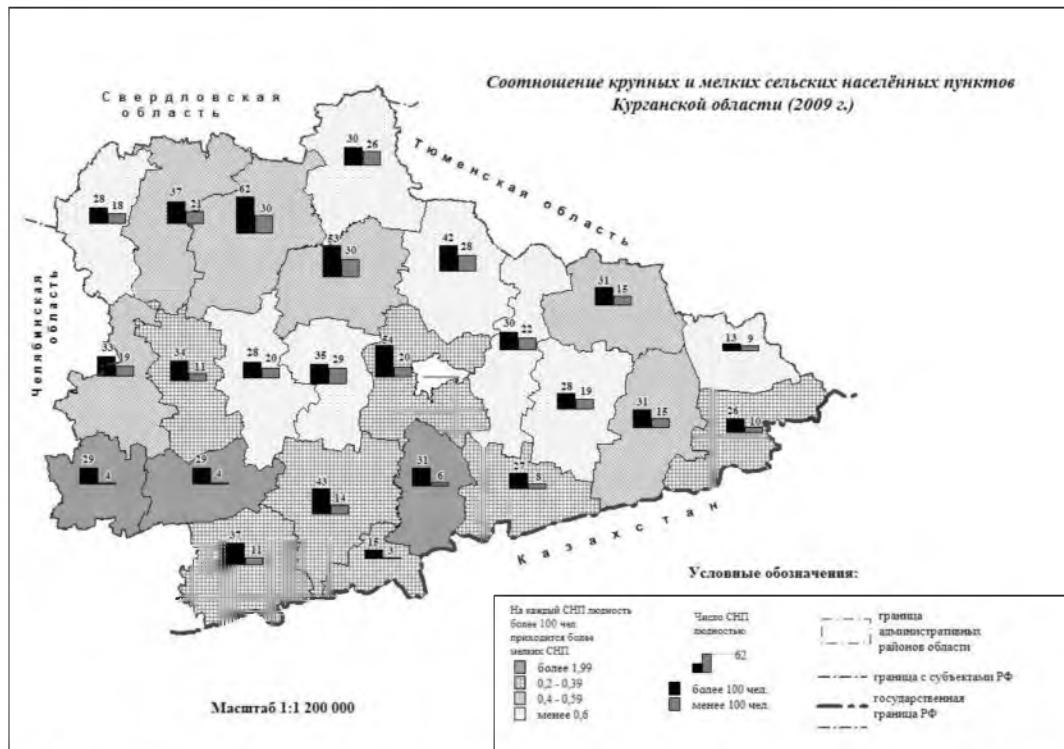 Соотношение крупных и мелких сельских населённых пунктов
Курганской области (2009 г.)
Свердловская
область
Тюменская область
Челябинская
область
Казахстан
30 26
28 18
37 21
62 30
53 30
42 28
31 15
13 9
33 19
34 11
28 20
35 29
54 20
30 22
28 19
31 15
26 10
29 4
29 4
43 14
31 6
27 8
37 11
15 3
Масштаб 1:1 200 000
Условные обозначения:
На каждый СНП людность
более 100 чел.
приходится более
мелких СНП
более 1,99
0,2 - 0,39
0,4 - 0,59
менее 0,6
Число СНП
людностью
62
более 100 чел.
менее 100 чел.
граница
административных
районов области
граница с субъектами РФ
государственная
граница РФ